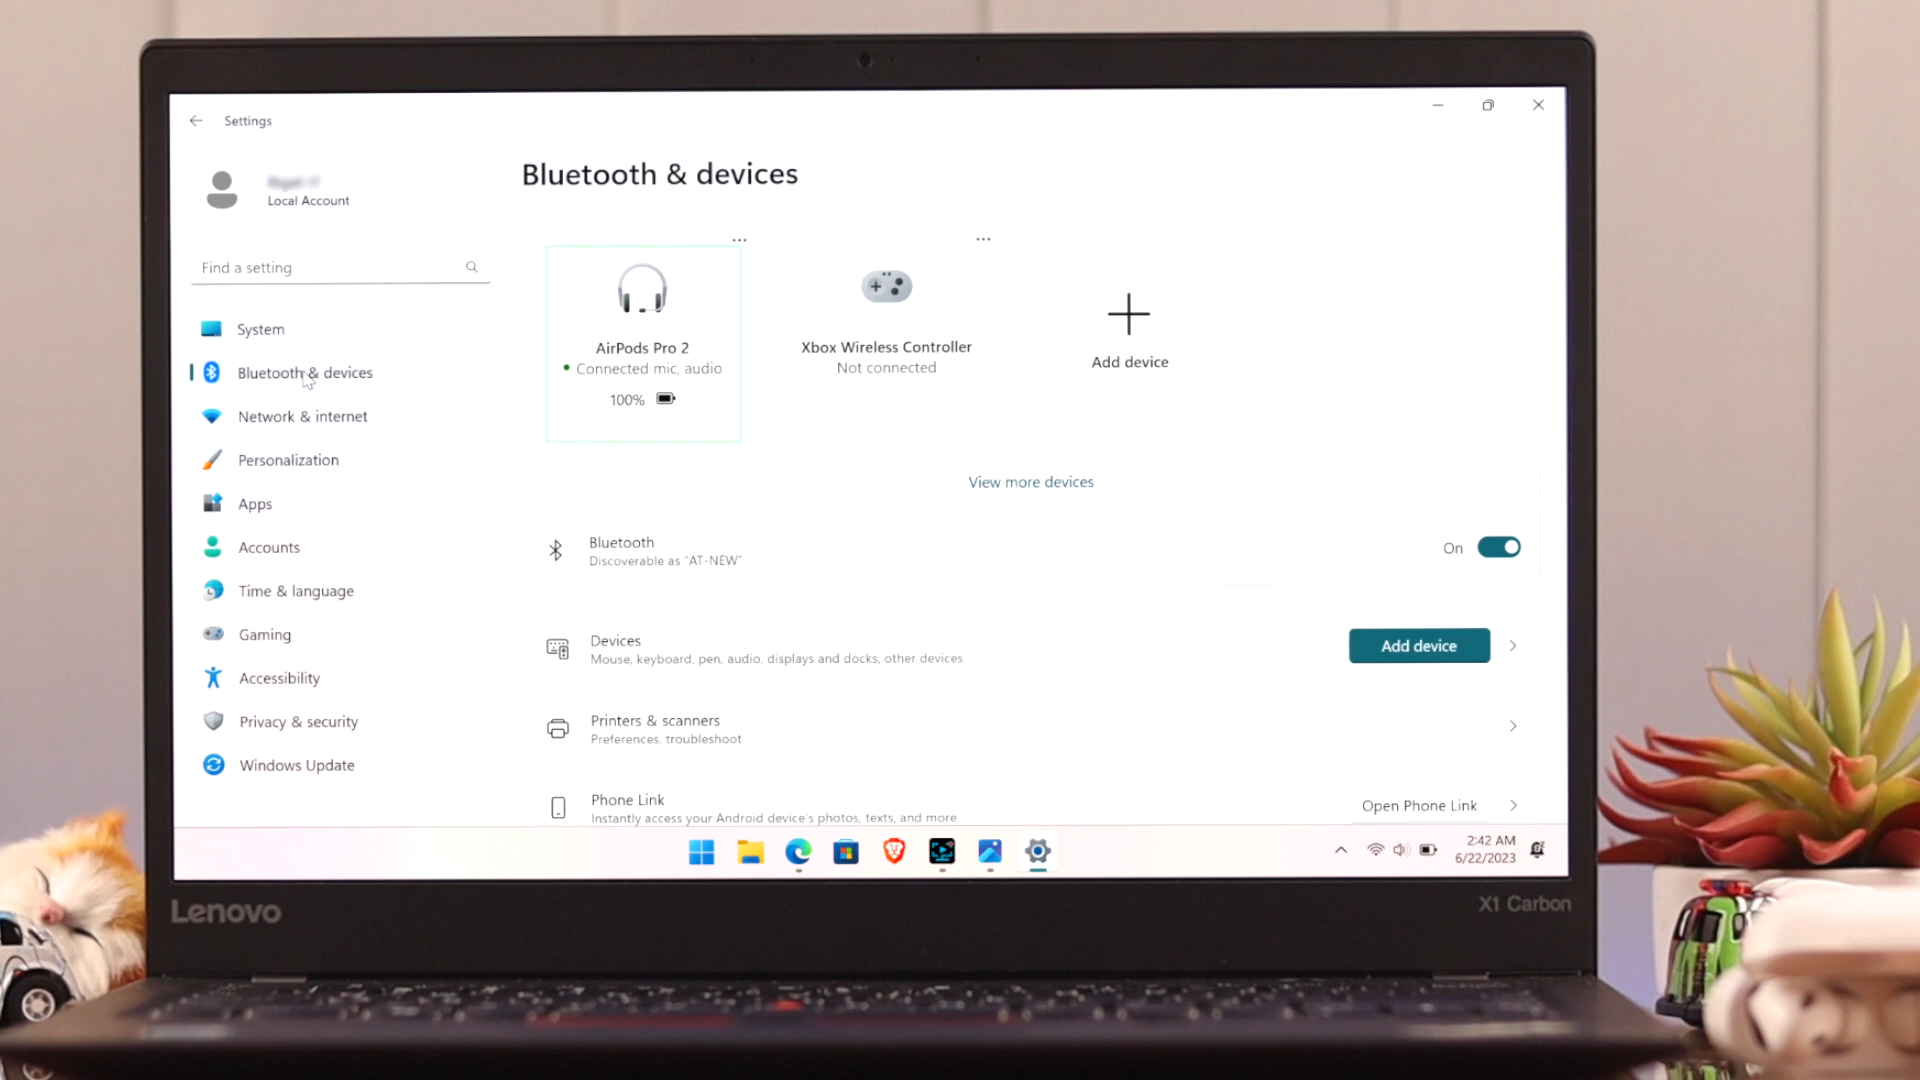 Settings
Local Account
Find a setting
System
Bluetooth & devices
Network & internet
Personalization
Apps
Accounts
Time & language
Gaming
Accessibility
Privacy & security
Windows Update
Bluetooth & devices
AirPods Pro 2
Connected mic, audio
100%
Xbox Wireless Controller
Not connected
Add device
View more devices
Bluetooth
Discoverable as "AT-NEW"
On
Devices
Mouse, keyboard, pen, audio, displays and docks, other devices
Add device
Printers & scanners
Preferences, troubleshoot
Phone Link
Instantly access your Android device's photos, texts, and more
Open Phone Link
2:42 AM
6/22/2023
Lenovo
X1 Carbon